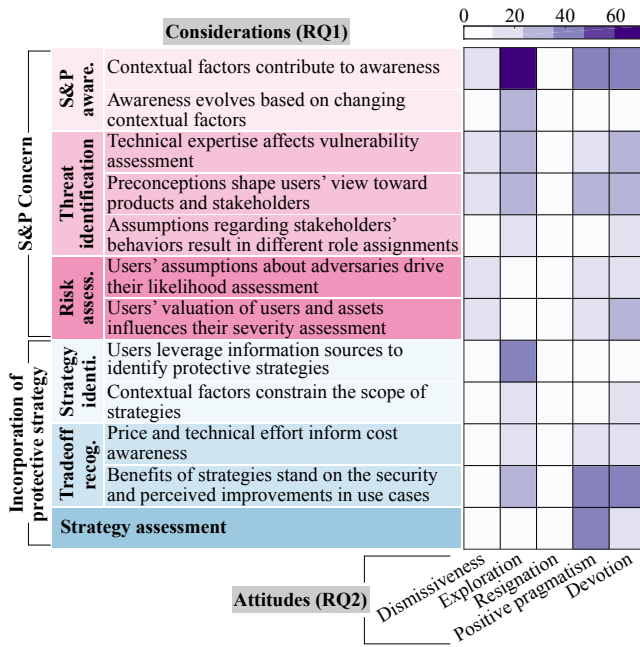 Considerations (RQ1)
0 20 40 60
S&P Concern
S&P
aware.
Contextual factors contribute to awareness
Awareness evolves based on changing
contextual factors
Threat
identification
Technical expertise affects vulnerability
assessment
Preconceptions shape users' view toward
products and stakeholders
Assumptions regarding stakeholders'
behaviors result in different role assignments
Risk
assess.
Users' assumptions about adversaries drive
their likelihood assessment
Users' valuation of users and assets
influences their severity assessment
Incorporation of
protective strategy
Strategy
identi.
Users leverage information sources to
identify protective strategies
Contextual factors constrain the scope of
strategies
Tradeoff
recog.
Price and technical effort inform cost
awareness
Benefits of strategies stand on the security
and perceived improvements in use cases
Strategy assessment
Attitudes (RQ2)
Dismissiveness
Exploration
Resignation
Positive pragmatism
Devotion